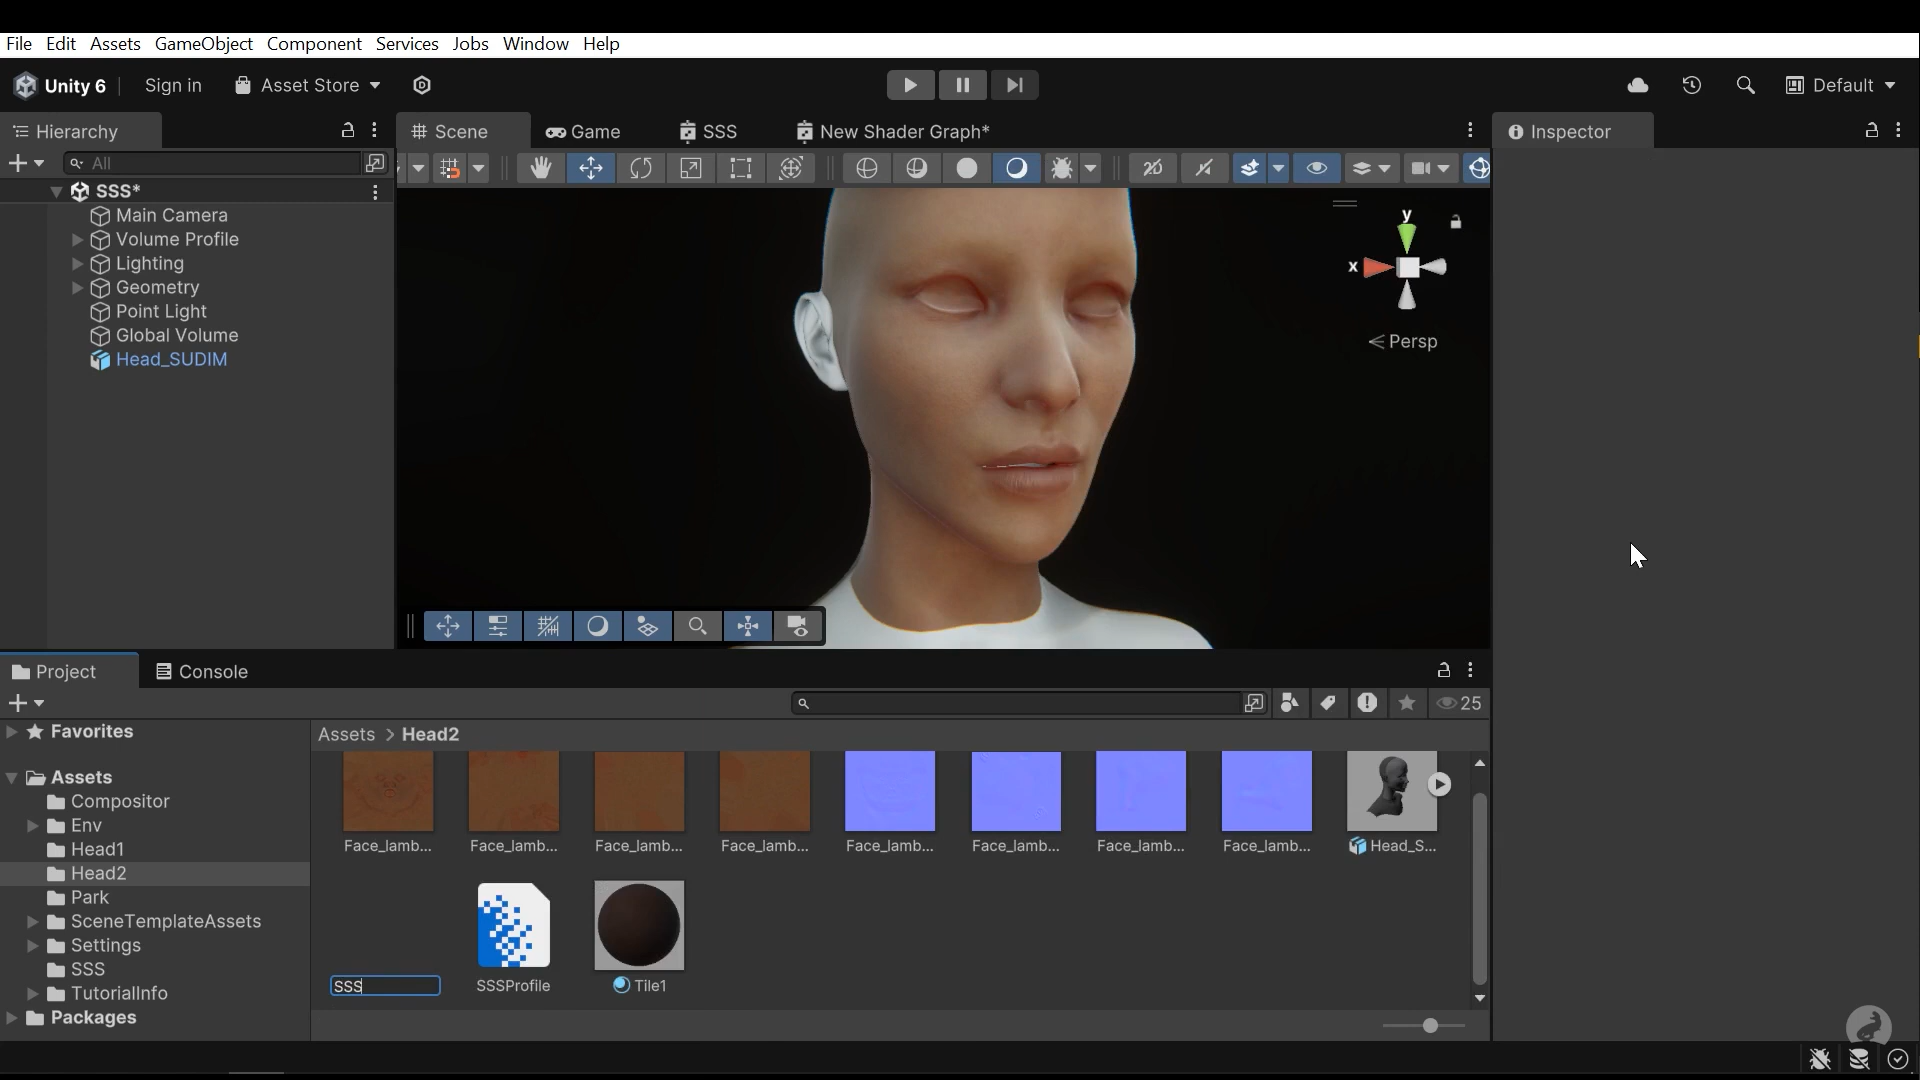 File Edit Assets GameObject Component Services Jobs Window Help
Unity 6 Sign in Asset Store Default
Hierarchy Scene Game SSS New Shader Graph* Inspector
All
2D
SSS*
Main Camera
Volume Profile
Lighting
Geometry
Point Light
Global Volume
Head_SUDIM
y
x
Persp
Project Console
25
Favorites
Assets > Head2
Assets
Compositor
Env
Head1
Head2
Park
SceneTemplateAssets
Settings
SSS
TutorialInfo
Packages
Face_lamb... Face_lamb... Face_lamb... Face_lamb... Face_lamb... Face_lamb... Face_lamb... Face_lamb... Head_S...
SSS SSSProfile Tile1